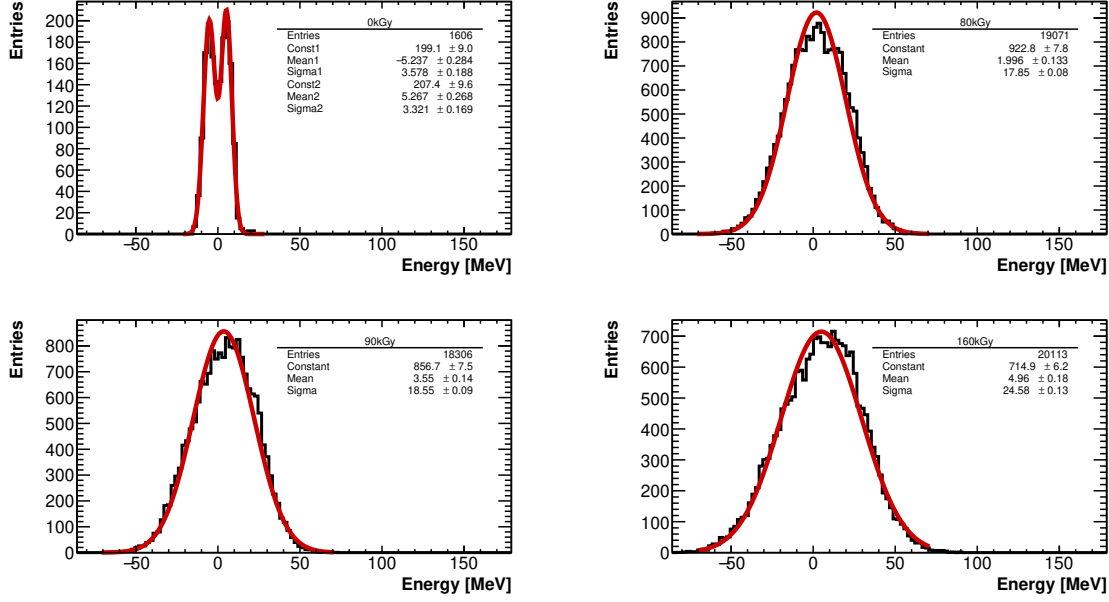 Entries
0kGy
Entries 1606
Const1 199.1 ± 9.0
Mean1 −5.237 ± 0.284
Sigma1 3.578 ± 0.188
Const2 207.4 ± 9.6
Mean2 5.267 ± 0.268
Sigma2 3.321 ± 0.169
200
180
160
140
120
100
80
60
40
20
0
−50 0 50 100 150
Energy [MeV]
Entries
80kGy
Entries 19071
Constant 922.8 ± 7.8
Mean 1.996 ± 0.133
Sigma 17.85 ± 0.08
900
800
700
600
500
400
300
200
100
0
−50 0 50 100 150
Energy [MeV]
Entries
90kGy
Entries 18306
Constant 856.7 ± 7.5
Mean 3.55 ± 0.14
Sigma 18.55 ± 0.09
800
700
600
500
400
300
200
100
0
−50 0 50 100 150
Energy [MeV]
Entries
160kGy
Entries 20113
Constant 714.9 ± 6.2
Mean 4.96 ± 0.18
Sigma 24.58 ± 0.13
700
600
500
400
300
200
100
0
−50 0 50 100 150
Energy [MeV]